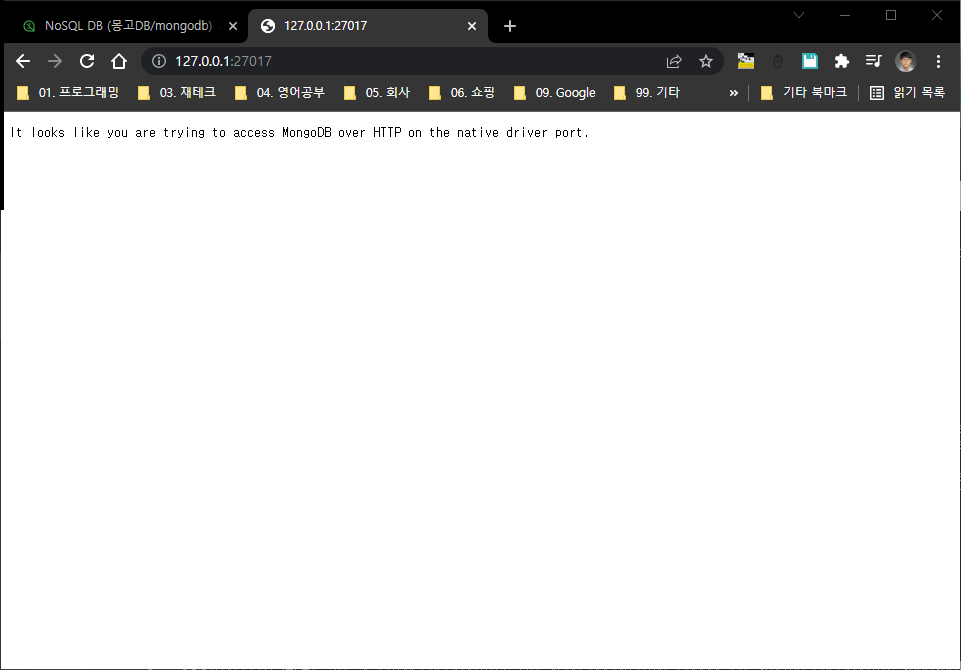 NoSQL DB (몽고DB/mongodb)
127.0.0.1:27017
127.0.0.1:27017
01. 프로그래밍 03. 재테크 04. 영어공부 05. 회사 06. 쇼핑 09. Google 99. 기타 » 기타 북마크 읽기 목록
It looks like you are trying to access MongoDB over HTTP on the native driver port.